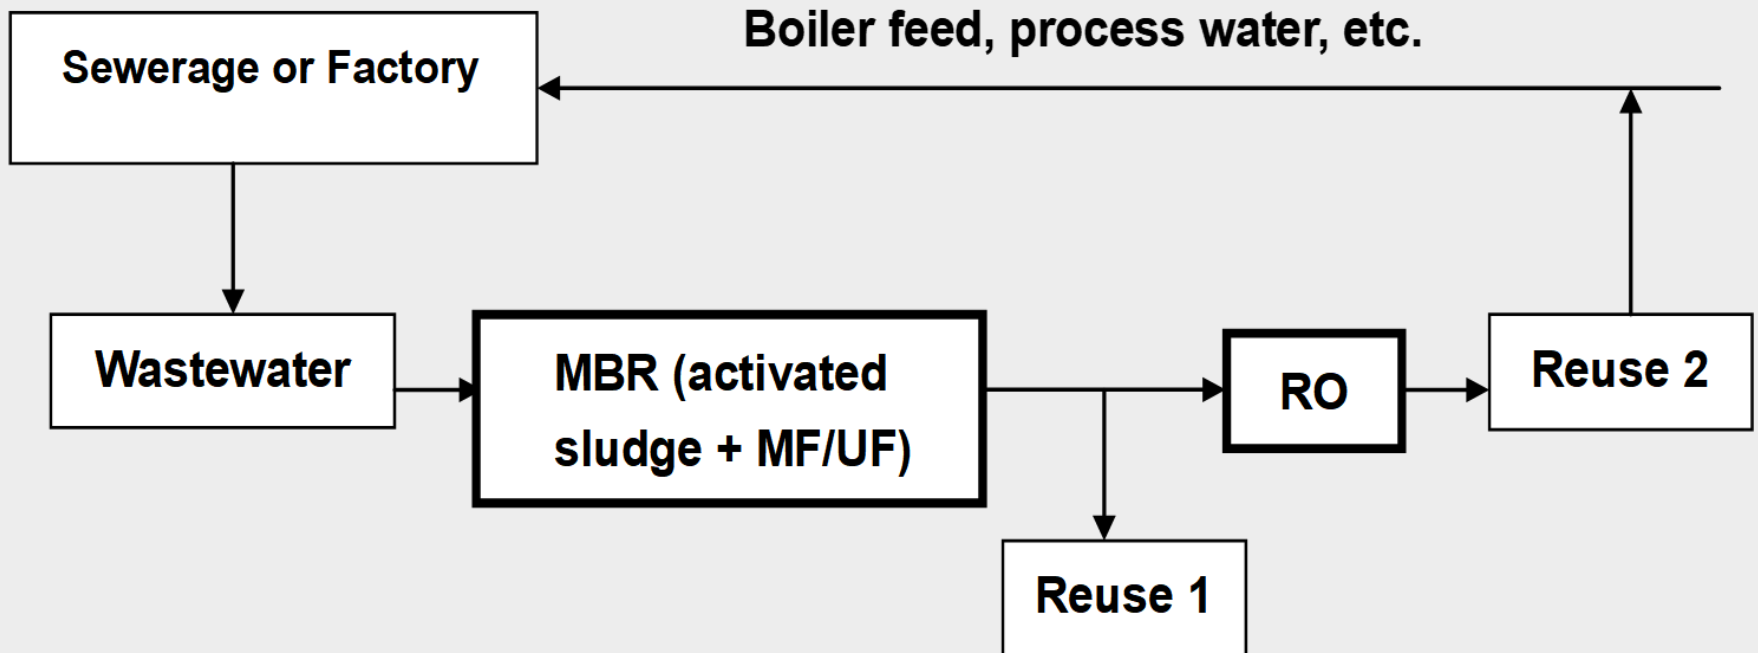 Boiler feed, process water, etc.
Sewerage or Factory
Wastewater
MBR (activated
sludge + MF/UF)
RO
Reuse 2
Reuse 1